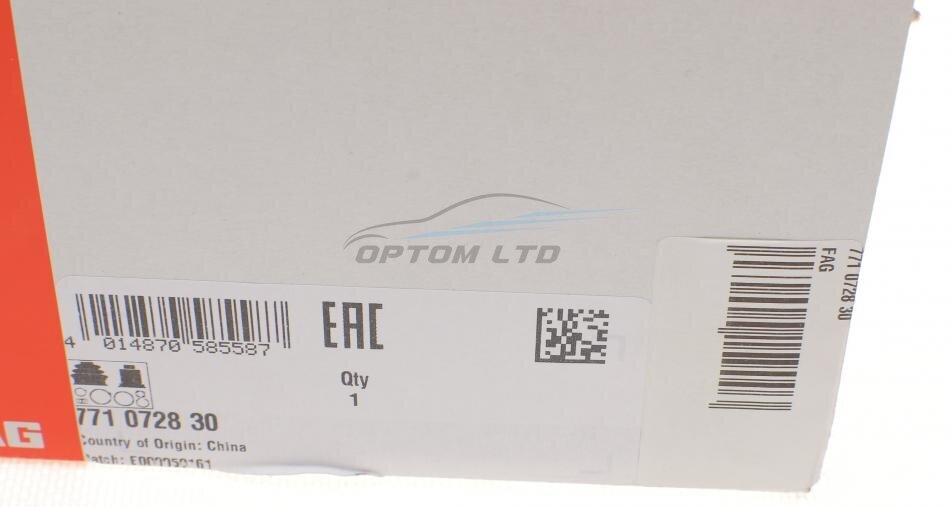 OPTOM LTD
4 014870 585587
EAC
Qty
1
771 0728 30
Country of Origin: China
AG
771 0728 30
FAG